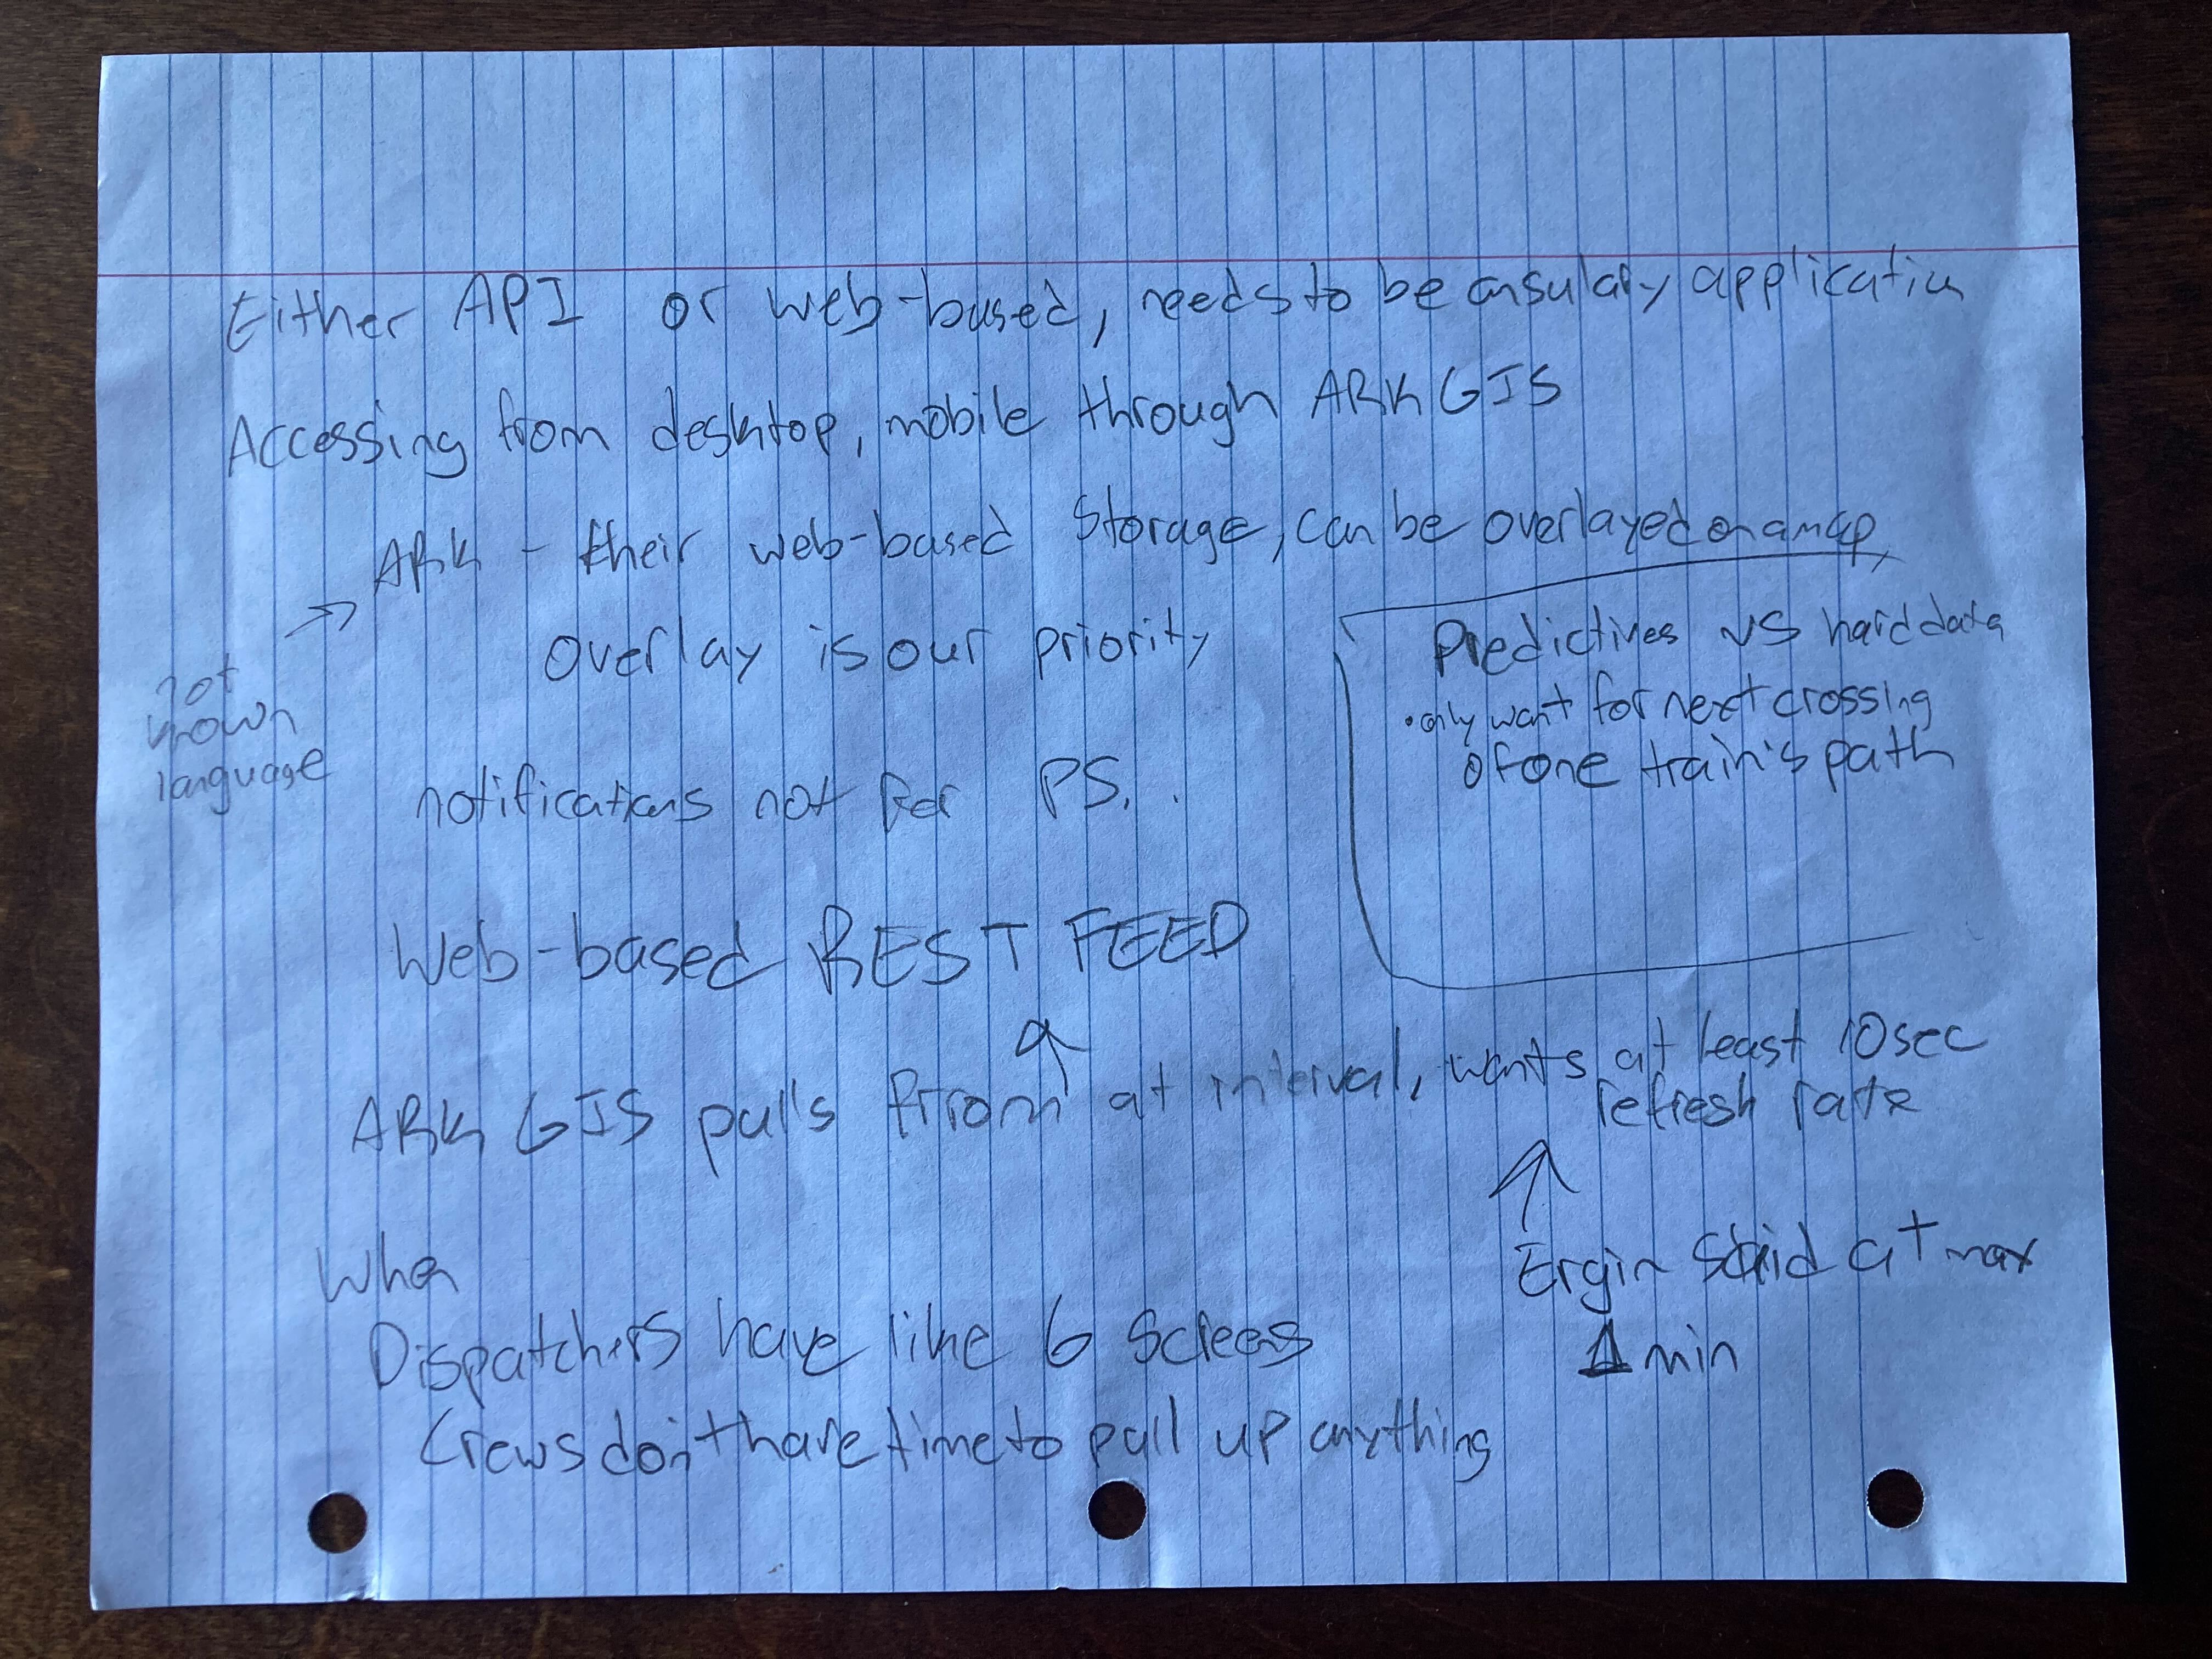 Either API or web-based, needs to be ansulary application
Accessing from desktop, mobile through ARK GIS
ARK - their web-based storage, can be overlayed on a map
→ overlay is our priority
not
known
language
Predictives vs hard data
• only want for next crossing
of one train's path
notifications not for PS.
Web-based REST FEED
ARK GIS pulls from at interval, wants at least 10 sec
refresh rate
Ergin said at max
1 min
When
Dispatchers have like 6 screens
Crews don't have time to pull up anything